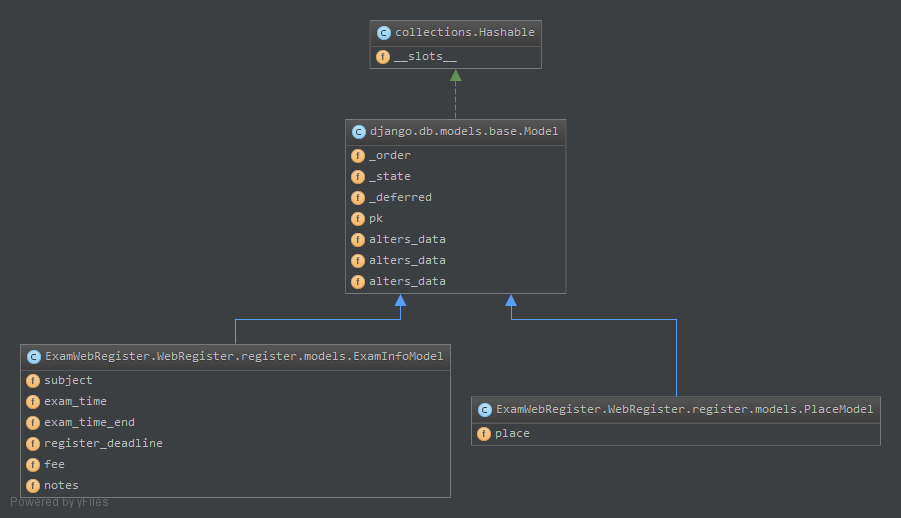 C collections.Hashable
f __slots__
C django.db.models.base.Model
f _order
f _state
f _deferred
f pk
f alters_data
f alters_data
f alters_data
C ExamWebRegister.WebRegister.register.models.ExamInfoModel
f subject
f exam_time
f exam_time_end
f register_deadline
f fee
f notes
C ExamWebRegister.WebRegister.register.models.PlaceModel
f place
Powered by yFiles